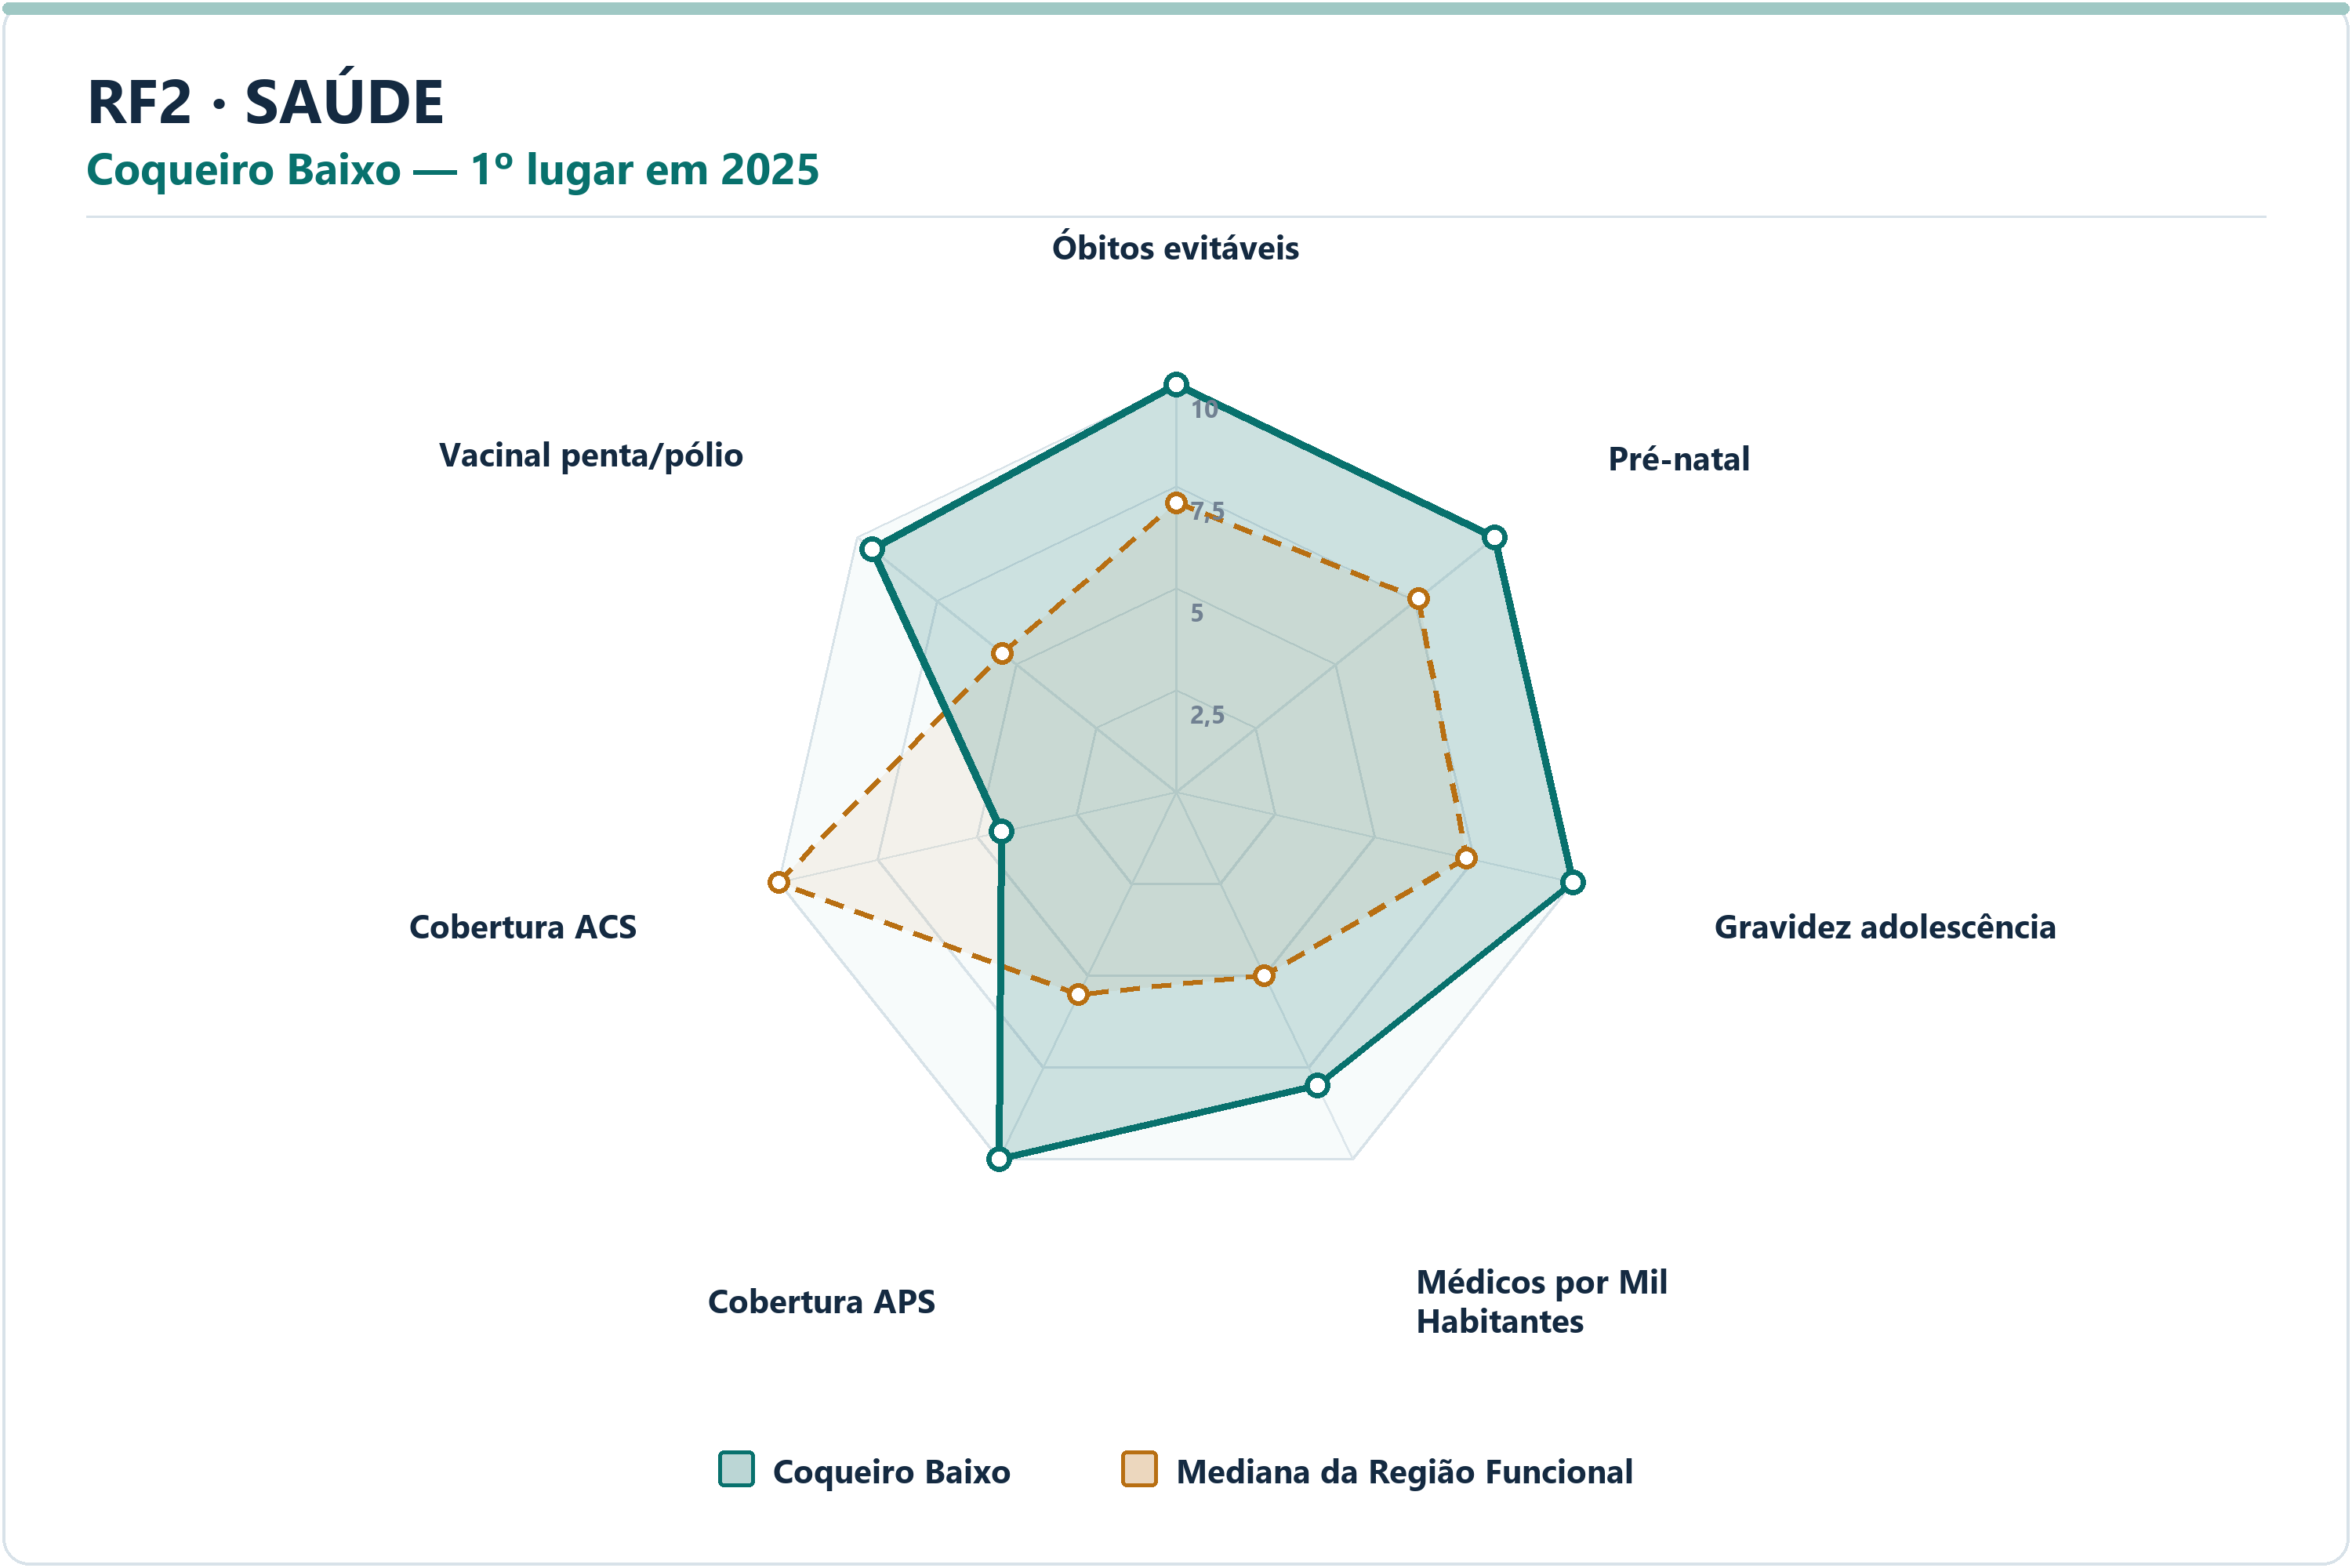 RF2 · SAÚDE
Coqueiro Baixo — 1º lugar em 2025
Óbitos evitáveis
10
Vacinal penta/pólio
Pré-natal
7,5
5
2,5
Cobertura ACS
Gravidez adolescência
Cobertura APS
Médicos por Mil
Habitantes
Coqueiro Baixo
Mediana da Região Funcional